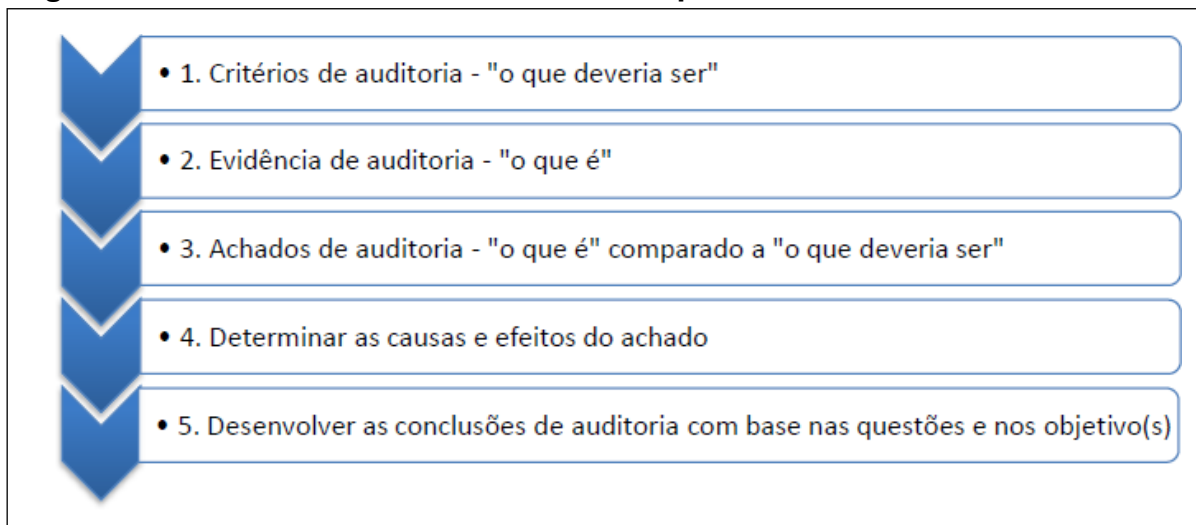 • 1. Critérios de auditoria - "o que deveria ser"
• 2. Evidência de auditoria - "o que é"
• 3. Achados de auditoria - "o que é" comparado a "o que deveria ser"
• 4. Determinar as causas e efeitos do achado
• 5. Desenvolver as conclusões de auditoria com base nas questões e nos objetivo(s)